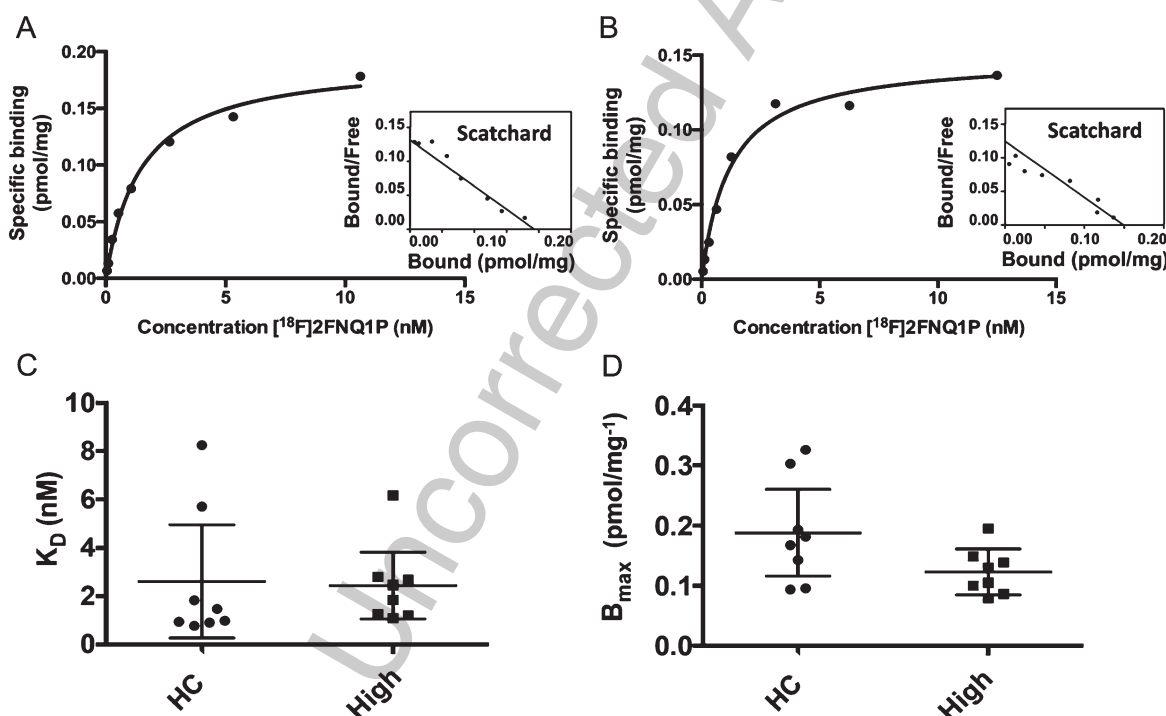 A
0.20
0.15
0.10
0.05
0.00
Specific binding
(pmol/mg)
0
5
10
15
Concentration [¹⁸F]2FNQ1P (nM)
Scatchard
Bound/Free
0.15
0.10
0.05
0.00
0.00
0.10
0.20
Bound (pmol/mg)
B
0.15
0.10
0.05
0.00
Specific binding
(pmol/mg)
0
5
10
15
Concentration [¹⁸F]2FNQ1P (nM)
Scatchard
Bound/Free
0.15
0.10
0.05
0.00
0.00
0.10
0.20
Bound (pmol/mg)
C
10
8
6
4
2
0
K_D (nM)
HC
High
D
0.4
0.3
0.2
0.1
0.0
B_max (pmol/mg⁻¹)
HC
High
Uncorrected A